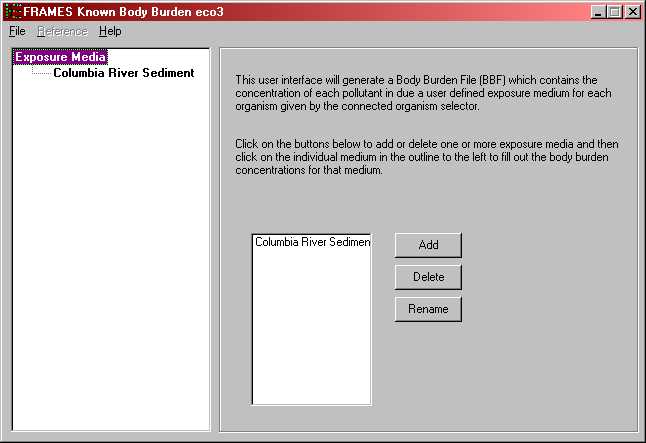 FRAMES Known Body Burden eco3
File Reference Help
Exposure Media
Columbia River Sediment
This user interface will generate a Body Burden File (BBF) which contains the
concentration of each pollutant in due a user defined exposure medium for each
organism given by the connected organism selector.
Click on the buttons below to add or delete one or more exposure media and then
click on the individual medium in the outline to the left to fill out the body burden
concentrations for that medium.
Columbia River Sedimen
Add
Delete
Rename